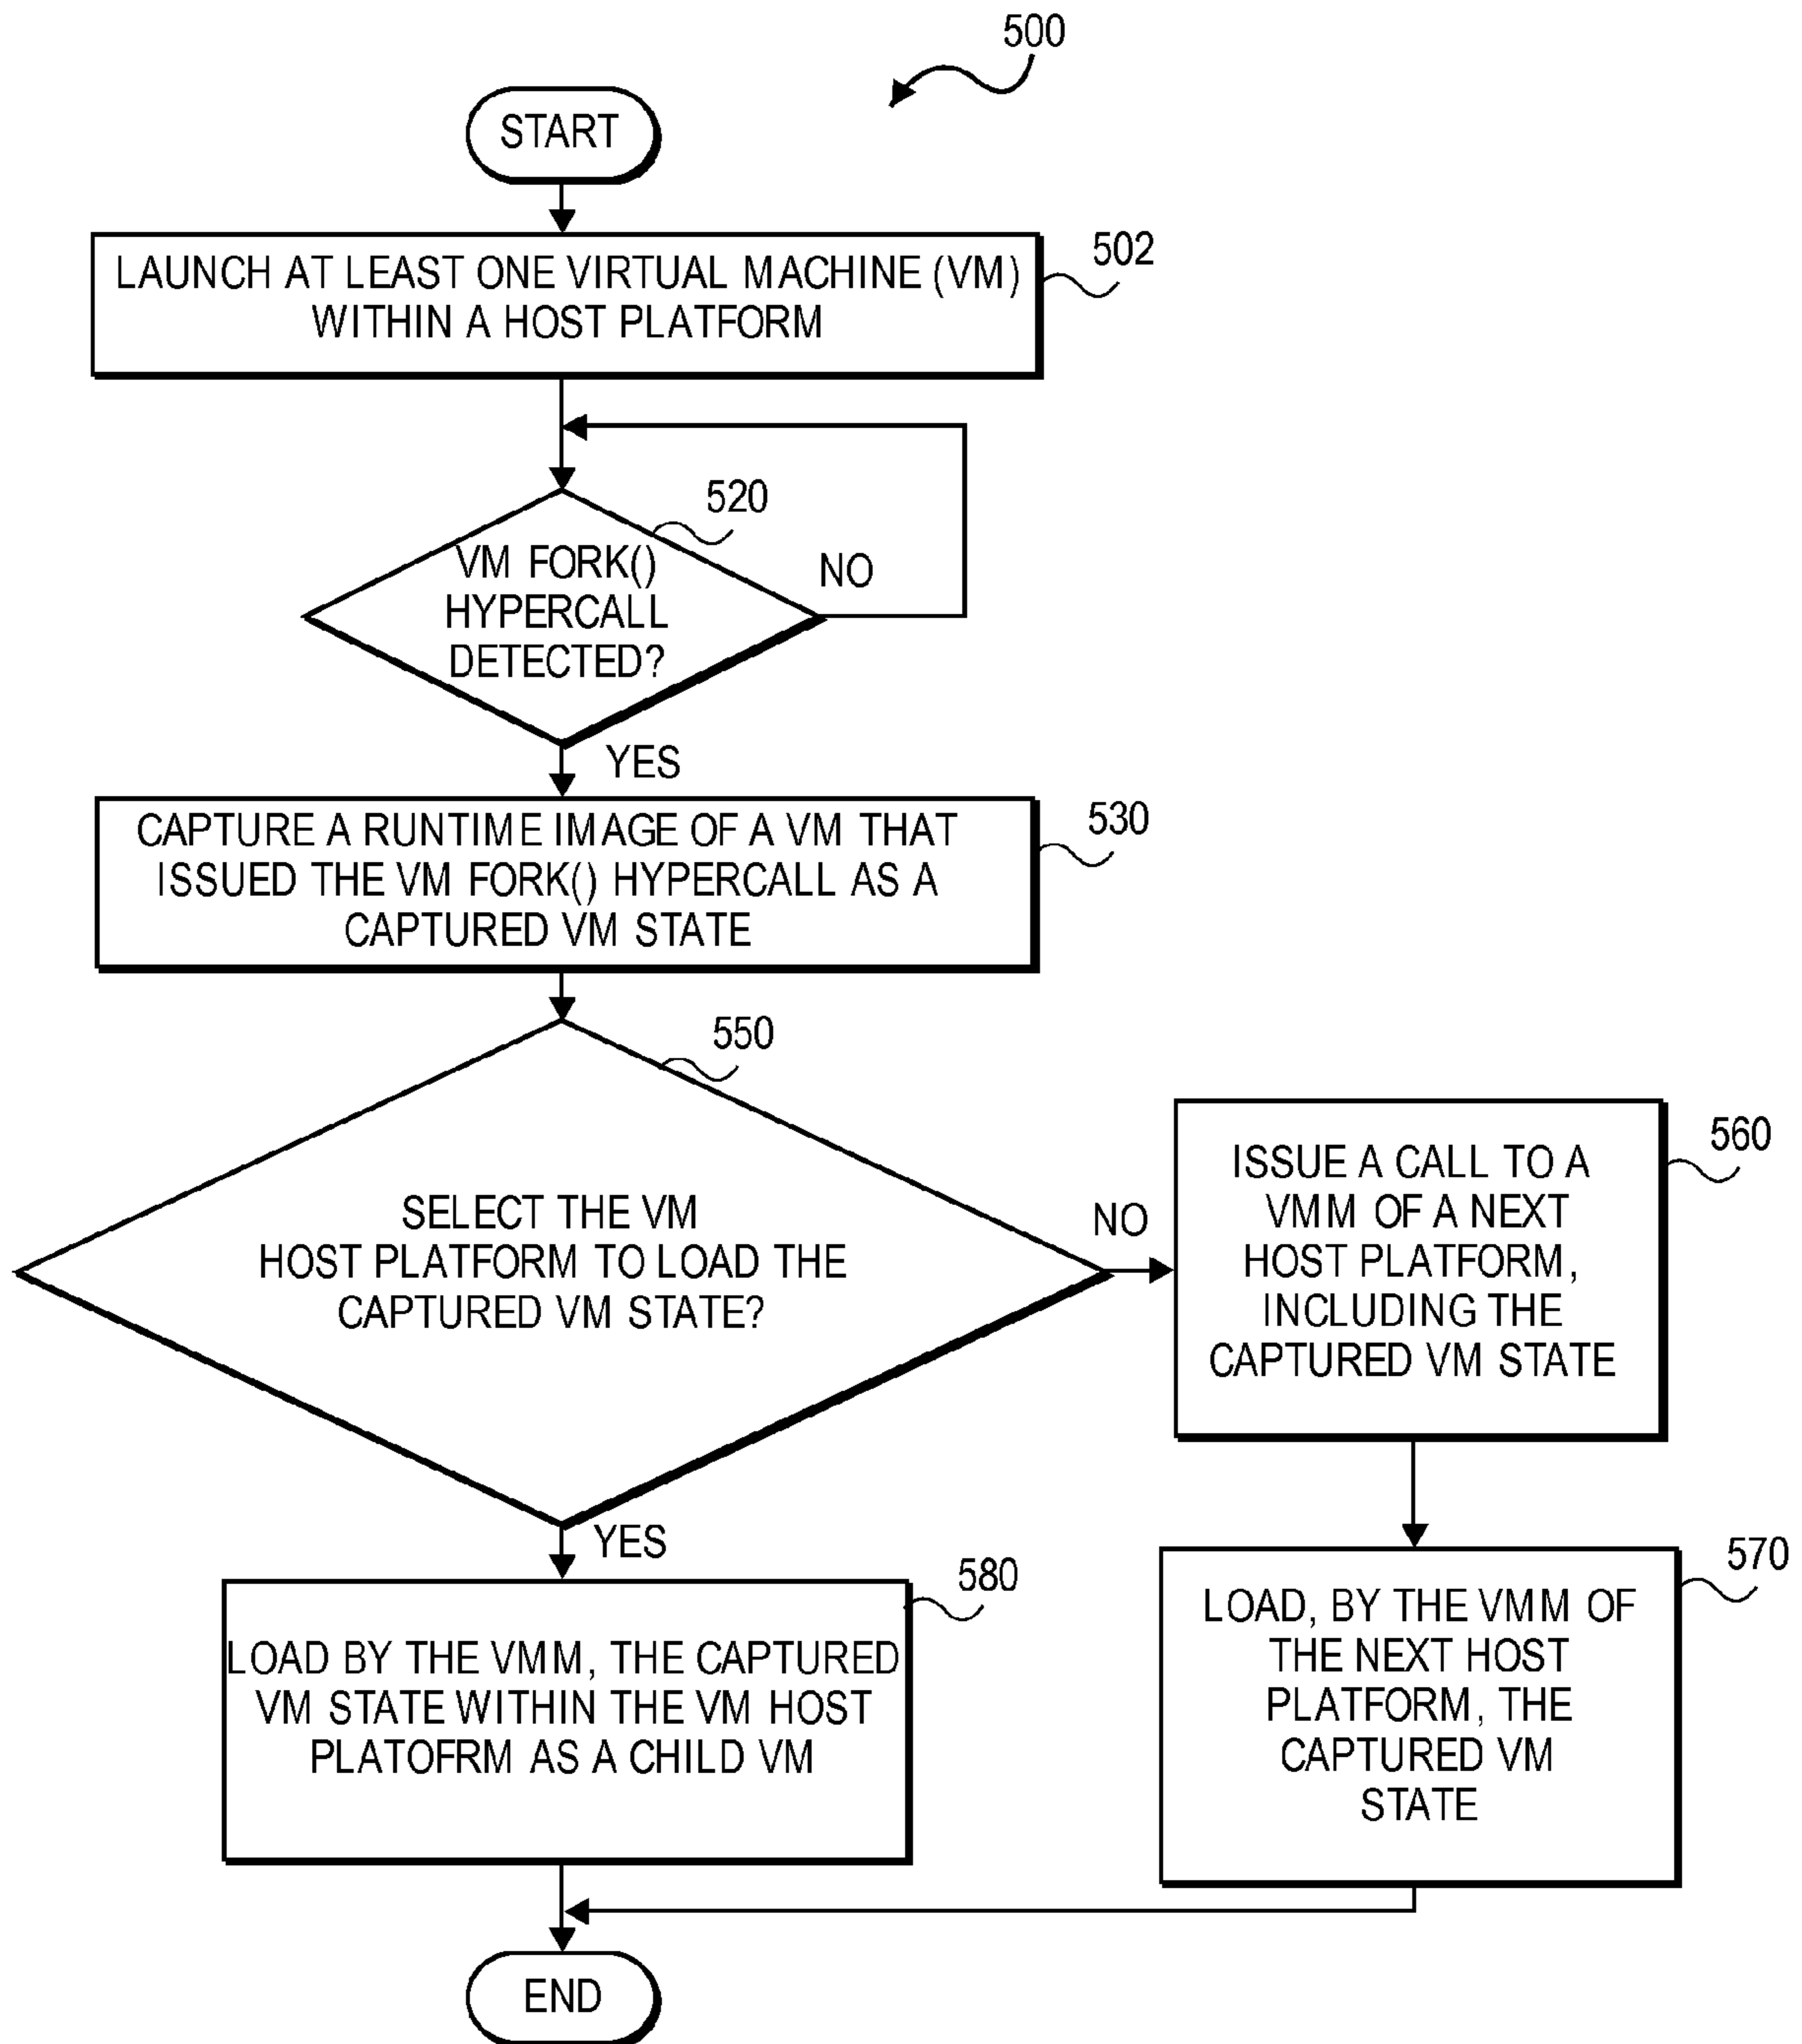 500
START
LAUNCH AT LEAST ONE VIRTUAL MACHINE (VM)
WITHIN A HOST PLATFORM
502
520
VM FORK()
HYPERCALL
DETECTED?
NO
YES
CAPTURE A RUNTIME IMAGE OF A VM THAT
ISSUED THE VM FORK() HYPERCALL AS A
CAPTURED VM STATE
530
550
SELECT THE VM
HOST PLATFORM TO LOAD THE
CAPTURED VM STATE?
NO
YES
ISSUE A CALL TO A
VMM OF A NEXT
HOST PLATFORM,
INCLUDING THE
CAPTURED VM STATE
560
LOAD, BY THE VMM OF
THE NEXT HOST
PLATFORM, THE
CAPTURED VM
STATE
570
580
LOAD BY THE VMM, THE CAPTURED
VM STATE WITHIN THE VM HOST
PLATOFRM AS A CHILD VM
END